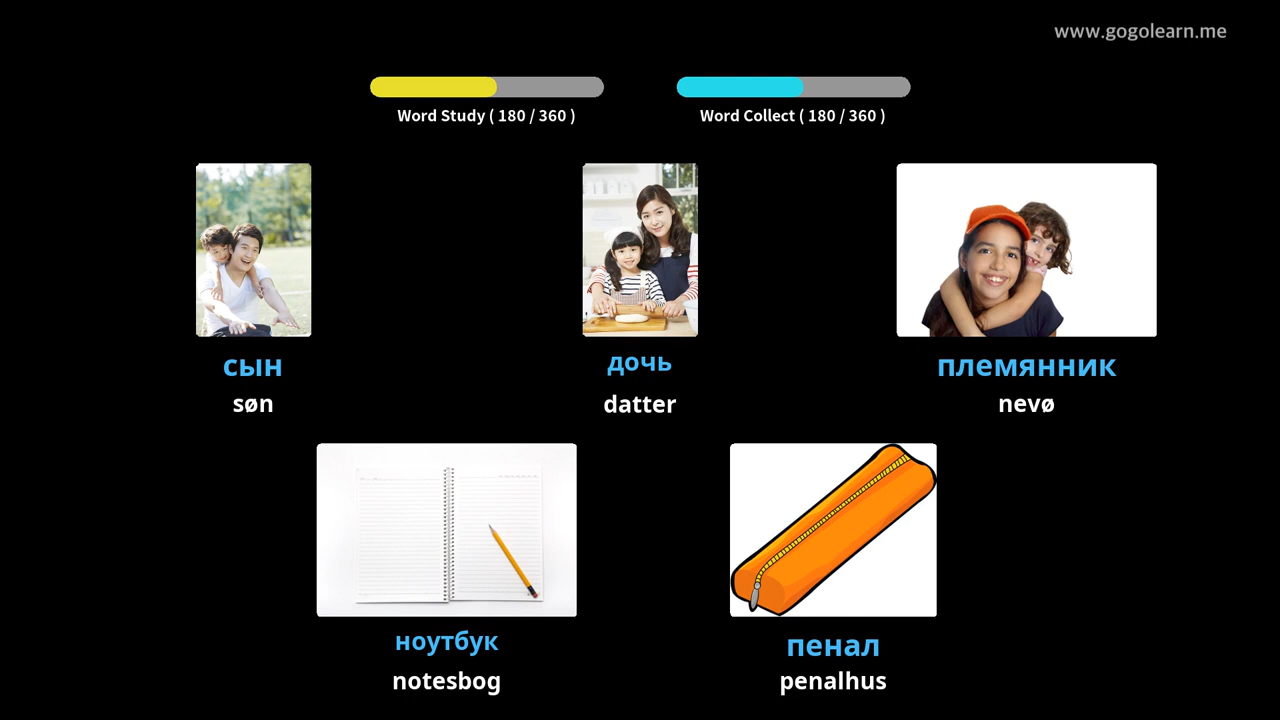 www.gogolearn.me
Word Study ( 180 / 360 )
Word Collect ( 180 / 360 )
сын
søn
дочь
datter
племянник
nevø
ноутбук
notesbog
пенал
penalhus